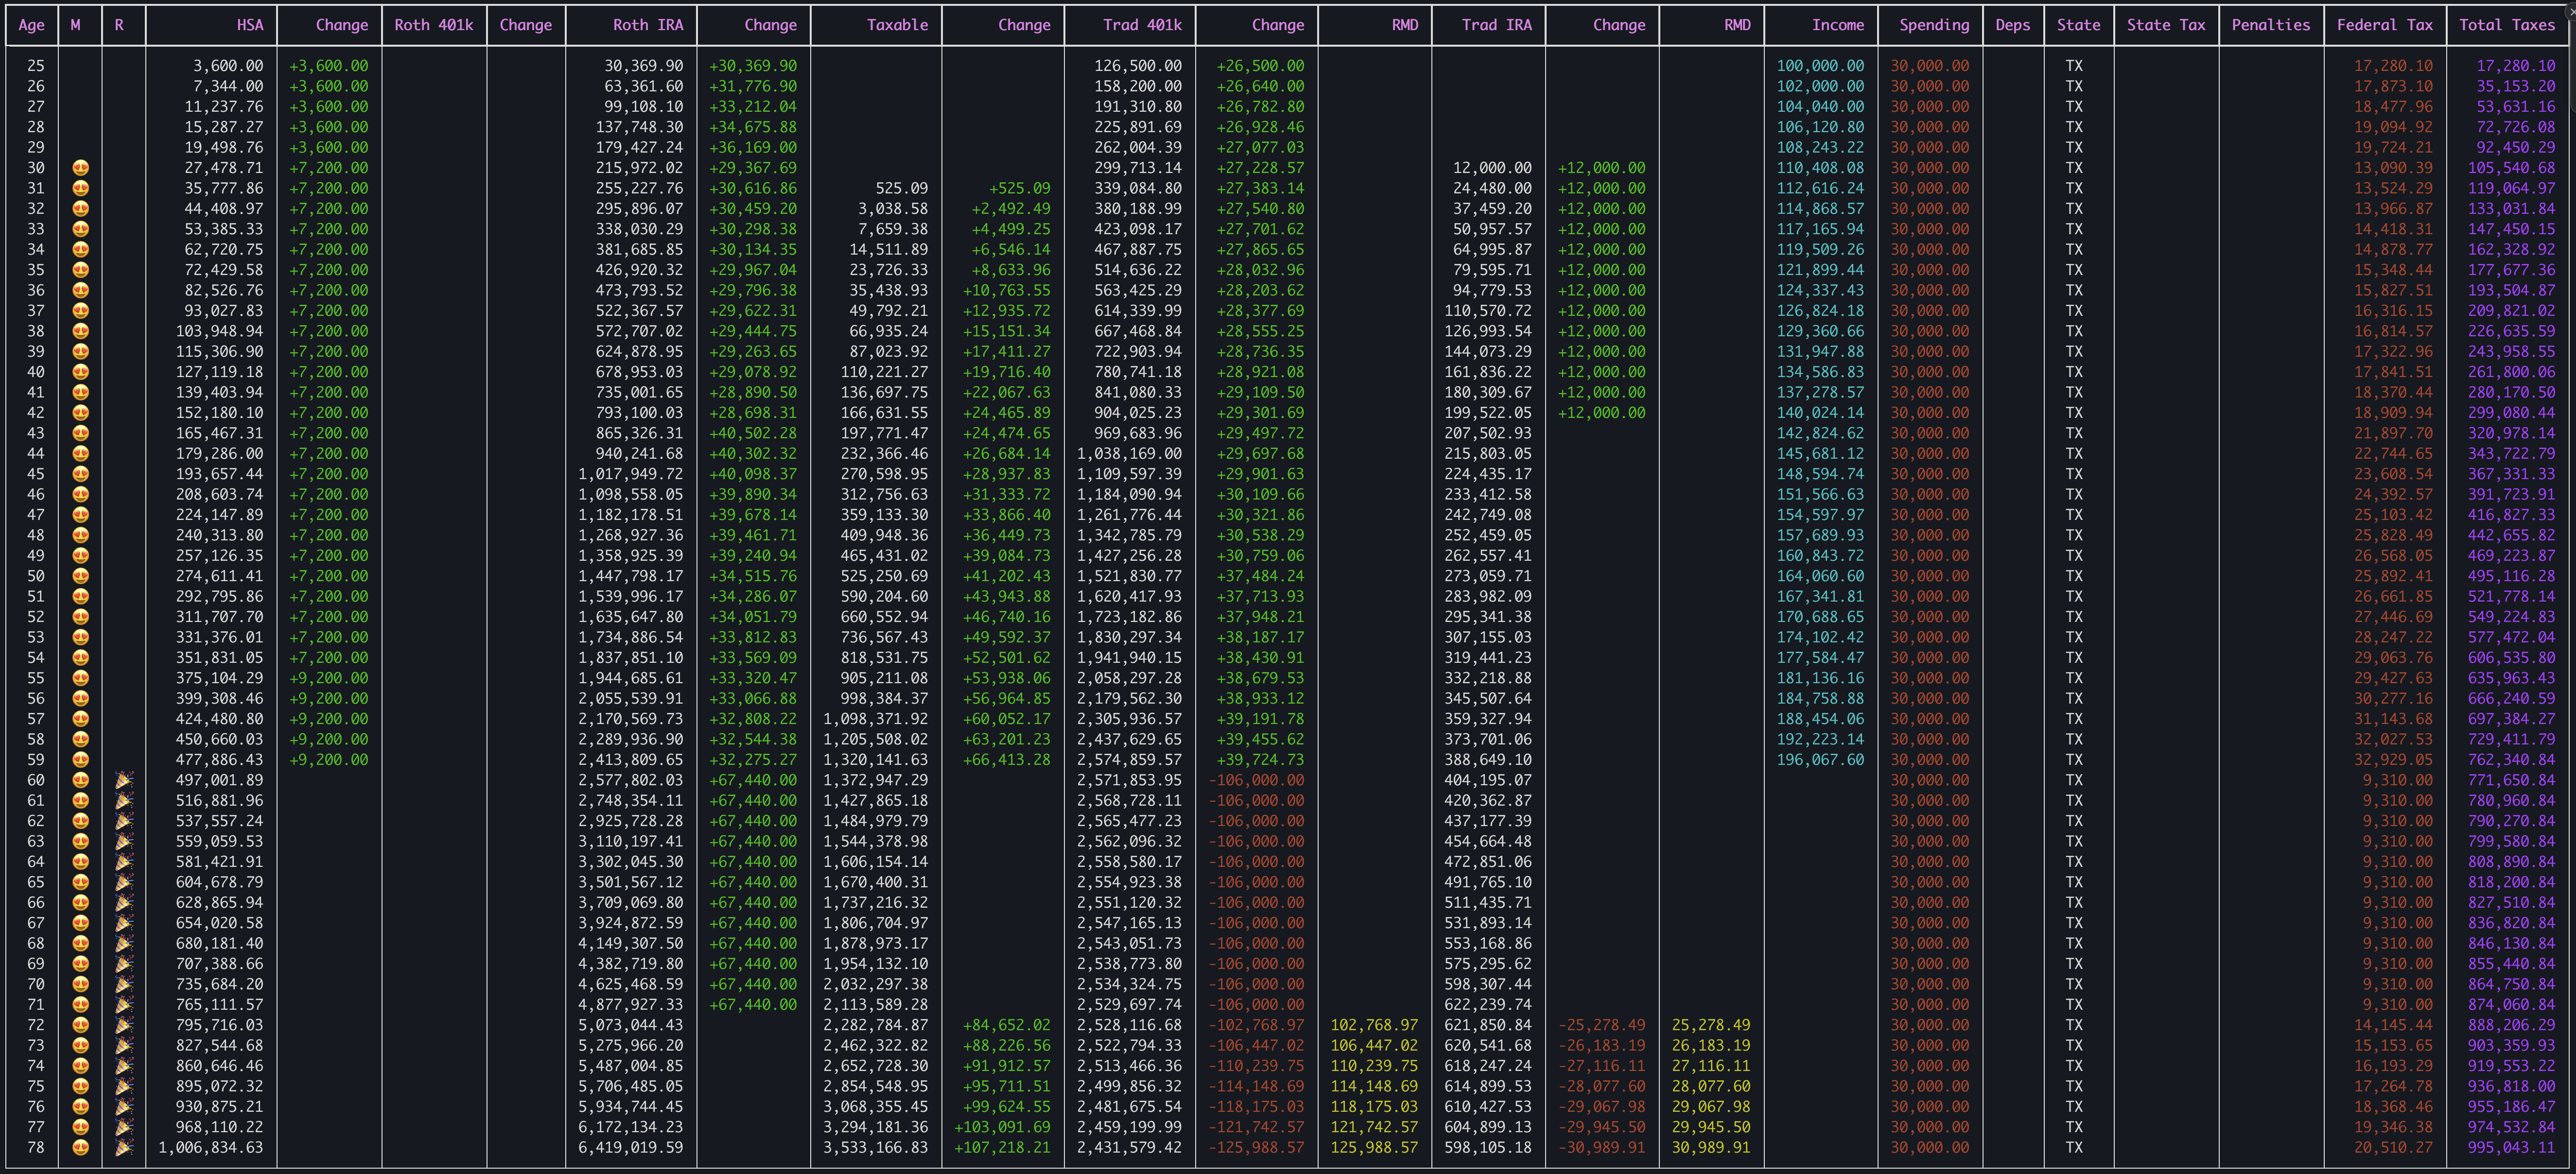 Age M R HSA Change Roth 401k Change Roth IRA Change Taxable Change Trad 401k Change RMD Trad IRA Change RMD Income Spending Deps State State Tax Penalties Federal Tax Total Taxes
25 3,600.00 +3,600.00 30,369.90 +30,369.90 126,500.00 +26,500.00 100,000.00 30,000.00 TX 17,280.10 17,280.10
26 7,344.00 +3,600.00 63,361.60 +31,776.90 158,200.00 +26,640.00 102,000.00 30,000.00 TX 17,873.10 35,153.20
27 11,237.76 +3,600.00 99,108.10 +33,212.04 191,310.80 +26,782.80 104,040.00 30,000.00 TX 18,477.96 53,631.16
28 15,287.27 +3,600.00 137,748.30 +34,675.88 225,891.69 +26,928.46 106,120.80 30,000.00 TX 19,094.92 72,726.08
29 19,498.76 +3,600.00 179,427.24 +36,169.00 262,004.39 +27,077.03 108,243.22 30,000.00 TX 19,724.21 92,450.29
30 27,478.71 +7,200.00 215,972.02 +29,367.69 299,713.14 +27,228.57 12,000.00 +12,000.00 110,408.08 30,000.00 TX 13,090.39 105,540.68
31 35,777.86 +7,200.00 255,227.76 +30,616.86 525.09 +525.09 339,084.80 +27,383.14 24,480.00 +12,000.00 112,616.24 30,000.00 TX 13,524.29 119,064.97
32 44,408.97 +7,200.00 295,896.07 +30,459.20 3,038.58 +2,492.49 380,188.99 +27,540.80 37,459.20 +12,000.00 114,868.57 30,000.00 TX 13,966.87 133,031.84
33 53,385.33 +7,200.00 338,030.29 +30,298.38 7,659.38 +4,499.25 423,098.17 +27,701.62 50,957.57 +12,000.00 117,165.94 30,000.00 TX 14,418.31 147,450.15
34 62,720.75 +7,200.00 381,685.85 +30,134.35 14,511.89 +6,546.14 467,887.75 +27,865.65 64,995.87 +12,000.00 119,509.26 30,000.00 TX 14,878.77 162,328.92
35 72,429.58 +7,200.00 426,920.32 +29,967.04 23,726.33 +8,633.96 514,636.22 +28,032.96 79,595.71 +12,000.00 121,899.44 30,000.00 TX 15,348.44 177,677.36
36 82,526.76 +7,200.00 473,793.52 +29,796.38 35,438.93 +10,763.55 563,425.29 +28,203.62 94,779.53 +12,000.00 124,337.43 30,000.00 TX 15,827.51 193,504.87
37 93,027.83 +7,200.00 522,367.57 +29,622.31 49,792.21 +12,935.72 614,339.99 +28,377.69 110,570.72 +12,000.00 126,824.18 30,000.00 TX 16,316.15 209,821.02
38 103,948.94 +7,200.00 572,707.02 +29,444.75 66,935.24 +15,151.34 667,468.84 +28,555.25 126,993.54 +12,000.00 129,360.66 30,000.00 TX 16,814.57 226,635.59
39 115,306.90 +7,200.00 624,878.95 +29,263.65 87,023.92 +17,411.27 722,903.94 +28,736.35 144,073.29 +12,000.00 131,947.88 30,000.00 TX 17,322.96 243,958.55
40 127,119.18 +7,200.00 678,953.03 +29,078.92 110,221.27 +19,716.40 780,741.18 +28,921.08 161,836.22 +12,000.00 134,586.83 30,000.00 TX 17,841.51 261,800.06
41 139,403.94 +7,200.00 735,001.65 +28,890.50 136,697.75 +22,067.63 841,080.33 +29,109.50 180,309.67 +12,000.00 137,278.57 30,000.00 TX 18,370.44 280,170.50
42 152,180.10 +7,200.00 793,100.03 +28,698.31 166,631.55 +24,465.89 904,025.23 +29,301.69 199,522.05 +12,000.00 140,024.14 30,000.00 TX 18,909.94 299,080.44
43 165,467.31 +7,200.00 865,326.31 +40,502.28 197,771.47 +24,474.65 969,683.96 +29,497.72 207,502.93 142,824.62 30,000.00 TX 21,897.70 320,978.14
44 179,286.00 +7,200.00 940,241.68 +40,302.32 232,366.46 +26,684.14 1,038,169.00 +29,697.68 215,803.05 145,681.12 30,000.00 TX 22,744.65 343,722.79
45 193,657.44 +7,200.00 1,017,949.72 +40,098.37 270,598.95 +28,937.83 1,109,597.39 +29,901.63 224,435.17 148,594.74 30,000.00 TX 23,608.54 367,331.33
46 208,603.74 +7,200.00 1,098,558.05 +39,890.34 312,756.63 +31,333.72 1,184,090.94 +30,109.66 233,412.58 151,566.63 30,000.00 TX 24,392.57 391,723.91
47 224,147.89 +7,200.00 1,182,178.51 +39,678.14 359,133.30 +33,866.40 1,261,776.44 +30,321.86 242,749.08 154,597.97 30,000.00 TX 25,103.42 416,827.33
48 240,313.80 +7,200.00 1,268,927.36 +39,461.71 409,948.36 +36,449.73 1,342,785.79 +30,538.29 252,459.05 157,689.93 30,000.00 TX 25,828.49 442,655.82
49 257,126.35 +7,200.00 1,358,925.39 +39,240.94 465,431.02 +39,084.73 1,427,256.28 +30,759.06 262,557.41 160,843.72 30,000.00 TX 26,568.05 469,223.87
50 274,611.41 +7,200.00 1,447,798.17 +34,515.76 525,250.69 +41,202.43 1,521,830.77 +37,484.24 273,059.71 164,060.60 30,000.00 TX 25,892.41 495,116.28
51 292,795.86 +7,200.00 1,539,996.17 +34,286.07 590,204.60 +43,943.88 1,620,417.93 +37,713.93 283,982.09 167,341.81 30,000.00 TX 26,661.85 521,778.14
52 311,707.70 +7,200.00 1,635,647.80 +34,051.79 660,552.94 +46,740.16 1,723,182.86 +37,948.21 295,341.38 170,688.65 30,000.00 TX 27,446.69 549,224.83
53 331,376.01 +7,200.00 1,734,886.54 +33,812.83 736,567.43 +49,592.37 1,830,297.34 +38,187.17 307,155.03 174,102.42 30,000.00 TX 28,247.22 577,472.04
54 351,831.05 +7,200.00 1,837,851.10 +33,569.09 818,531.75 +52,501.62 1,941,940.15 +38,430.91 319,441.23 177,584.47 30,000.00 TX 29,063.76 606,535.80
55 375,104.29 +9,200.00 1,944,685.61 +33,320.47 905,211.08 +53,938.06 2,058,297.28 +38,679.53 332,218.88 181,136.16 30,000.00 TX 29,427.63 635,963.43
56 399,308.46 +9,200.00 2,055,539.91 +33,066.88 998,384.37 +56,964.85 2,179,562.30 +38,933.12 345,507.64 184,758.88 30,000.00 TX 30,277.16 666,240.59
57 424,480.80 +9,200.00 2,170,569.73 +32,808.22 1,098,371.92 +60,052.17 2,305,936.57 +39,191.78 359,327.94 188,454.06 30,000.00 TX 31,143.68 697,384.27
58 450,660.03 +9,200.00 2,289,936.90 +32,544.38 1,205,508.02 +63,201.23 2,437,629.65 +39,455.62 373,701.06 192,223.14 30,000.00 TX 32,027.53 729,411.79
59 477,886.43 +9,200.00 2,413,809.65 +32,275.27 1,320,141.63 +66,413.28 2,574,859.57 +39,724.73 388,649.10 196,067.60 30,000.00 TX 32,929.05 762,340.84
60 497,001.89 2,577,802.03 +67,440.00 1,372,947.29 2,571,853.95 -106,000.00 404,195.07 30,000.00 TX 9,310.00 771,650.84
61 516,881.96 2,748,354.11 +67,440.00 1,427,865.18 2,568,728.11 -106,000.00 420,362.87 30,000.00 TX 9,310.00 780,960.84
62 537,557.24 2,925,728.28 +67,440.00 1,484,979.79 2,565,477.23 -106,000.00 437,177.39 30,000.00 TX 9,310.00 790,270.84
63 559,059.53 3,110,197.41 +67,440.00 1,544,378.98 2,562,096.32 -106,000.00 454,664.48 30,000.00 TX 9,310.00 799,580.84
64 581,421.91 3,302,045.30 +67,440.00 1,606,154.14 2,558,580.17 -106,000.00 472,851.06 30,000.00 TX 9,310.00 808,890.84
65 604,678.79 3,501,567.12 +67,440.00 1,670,400.31 2,554,923.38 -106,000.00 491,765.10 30,000.00 TX 9,310.00 818,200.84
66 628,865.94 3,709,069.80 +67,440.00 1,737,216.32 2,551,120.32 -106,000.00 511,435.71 30,000.00 TX 9,310.00 827,510.84
67 654,020.58 3,924,872.59 +67,440.00 1,806,704.97 2,547,165.13 -106,000.00 531,893.14 30,000.00 TX 9,310.00 836,820.84
68 680,181.40 4,149,307.50 +67,440.00 1,878,973.17 2,543,051.73 -106,000.00 553,168.86 30,000.00 TX 9,310.00 846,130.84
69 707,388.66 4,382,719.80 +67,440.00 1,954,132.10 2,538,773.80 -106,000.00 575,295.62 30,000.00 TX 9,310.00 855,440.84
70 735,684.20 4,625,468.59 +67,440.00 2,032,297.38 2,534,324.75 -106,000.00 598,307.44 30,000.00 TX 9,310.00 864,750.84
71 765,111.57 4,877,927.33 +67,440.00 2,113,589.28 2,529,697.74 -106,000.00 622,239.74 30,000.00 TX 9,310.00 874,060.84
72 795,716.03 5,073,044.43 2,282,784.87 +84,652.02 2,528,116.68 -102,768.97 102,768.97 621,850.84 -25,278.49 25,278.49 30,000.00 TX 14,145.44 888,206.29
73 827,544.68 5,275,966.20 2,462,322.82 +88,226.56 2,522,794.33 -106,447.02 106,447.02 620,541.68 -26,183.19 26,183.19 30,000.00 TX 15,153.65 903,359.93
74 860,646.46 5,487,004.85 2,652,728.30 +91,912.57 2,513,466.36 -110,239.75 110,239.75 618,247.24 -27,116.11 27,116.11 30,000.00 TX 16,193.29 919,553.22
75 895,072.32 5,706,485.05 2,854,548.95 +95,711.51 2,499,856.32 -114,148.69 114,148.69 614,899.53 -28,077.60 28,077.60 30,000.00 TX 17,264.78 936,818.00
76 930,875.21 5,934,744.45 3,068,355.45 +99,624.55 2,481,675.54 -118,175.03 118,175.03 610,427.53 -29,067.98 29,067.98 30,000.00 TX 18,368.46 955,186.47
77 968,110.22 6,172,134.23 3,294,181.36 +103,091.69 2,459,199.99 -121,742.57 121,742.57 604,899.13 -29,945.50 29,945.50 30,000.00 TX 19,346.38 974,532.84
78 1,006,834.63 6,419,019.59 3,533,166.83 +107,218.21 2,431,579.42 -125,988.57 125,988.57 598,105.18 -30,989.91 30,989.91 30,000.00 TX 20,510.27 995,043.11